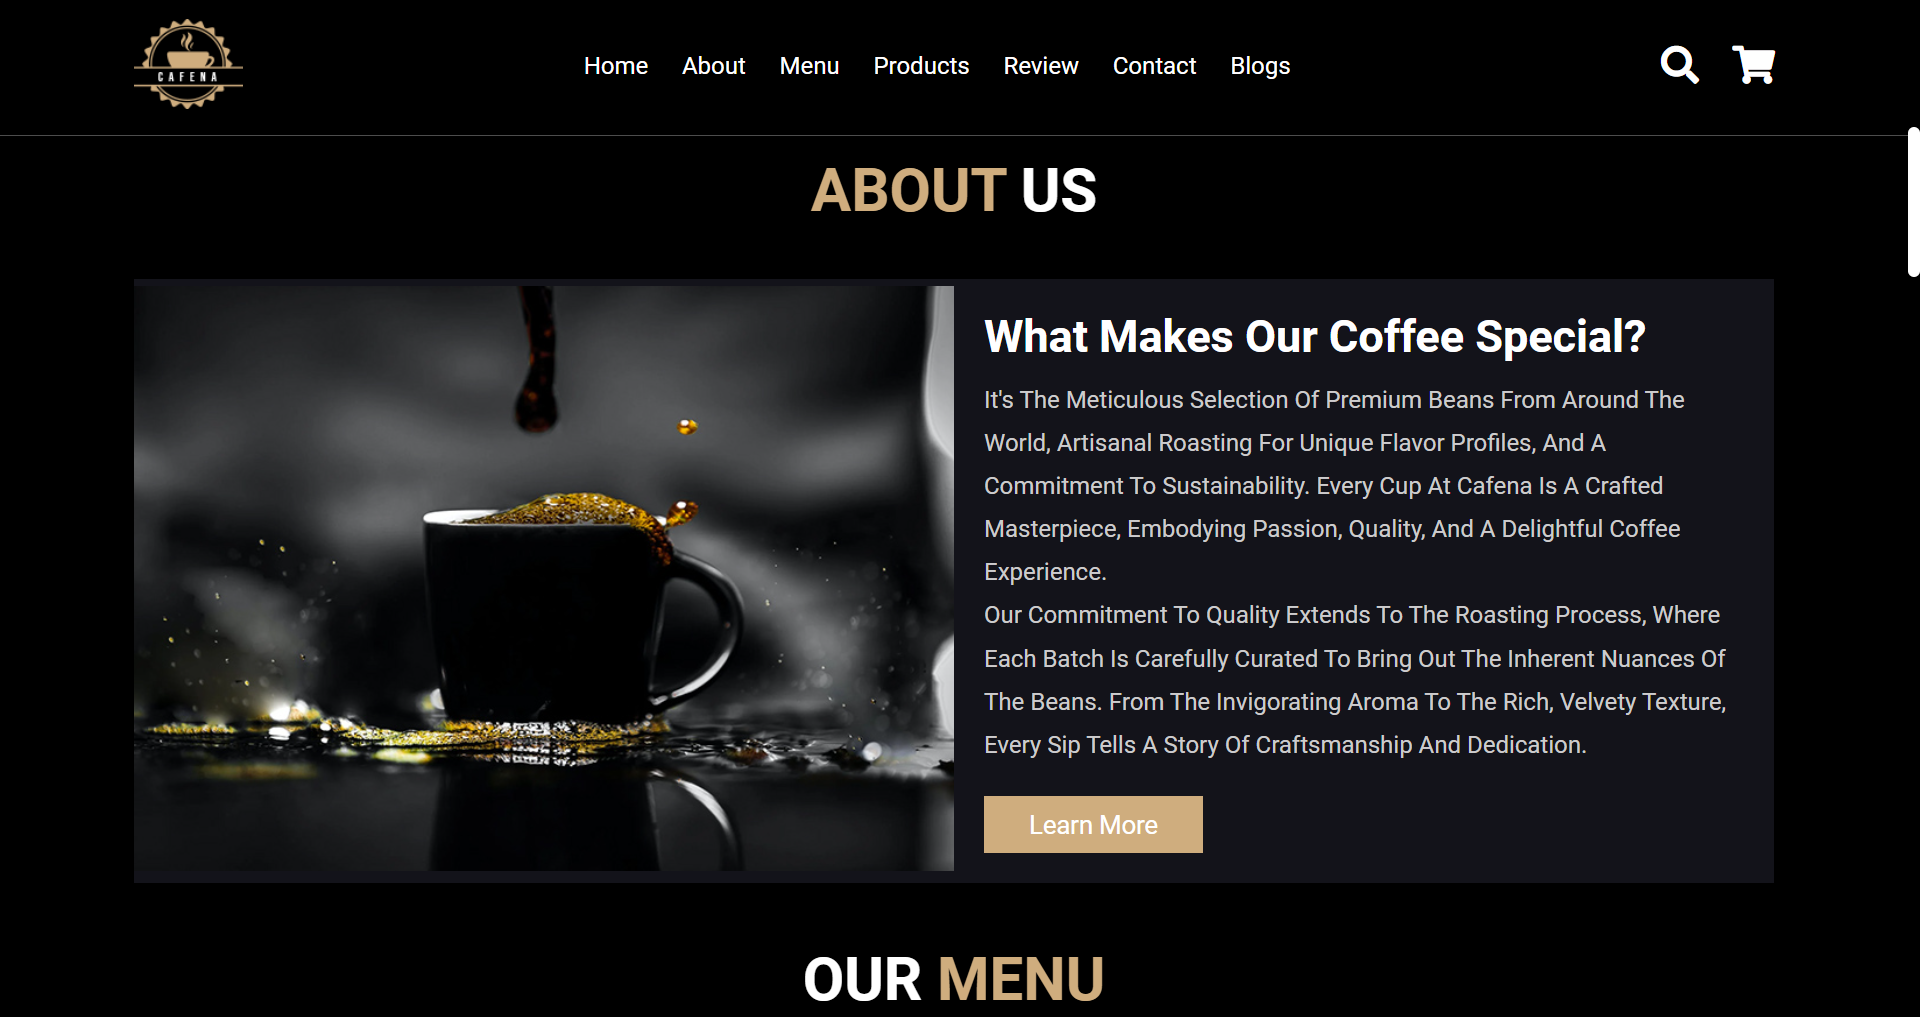 CAFENA
Home About Menu Products Review Contact Blogs
ABOUT US
What Makes Our Coffee Special?
It's The Meticulous Selection Of Premium Beans From Around The
World, Artisanal Roasting For Unique Flavor Profiles, And A
Commitment To Sustainability. Every Cup At Cafena Is A Crafted
Masterpiece, Embodying Passion, Quality, And A Delightful Coffee
Experience.
Our Commitment To Quality Extends To The Roasting Process, Where
Each Batch Is Carefully Curated To Bring Out The Inherent Nuances Of
The Beans. From The Invigorating Aroma To The Rich, Velvety Texture,
Every Sip Tells A Story Of Craftsmanship And Dedication.
Learn More
OUR MENU